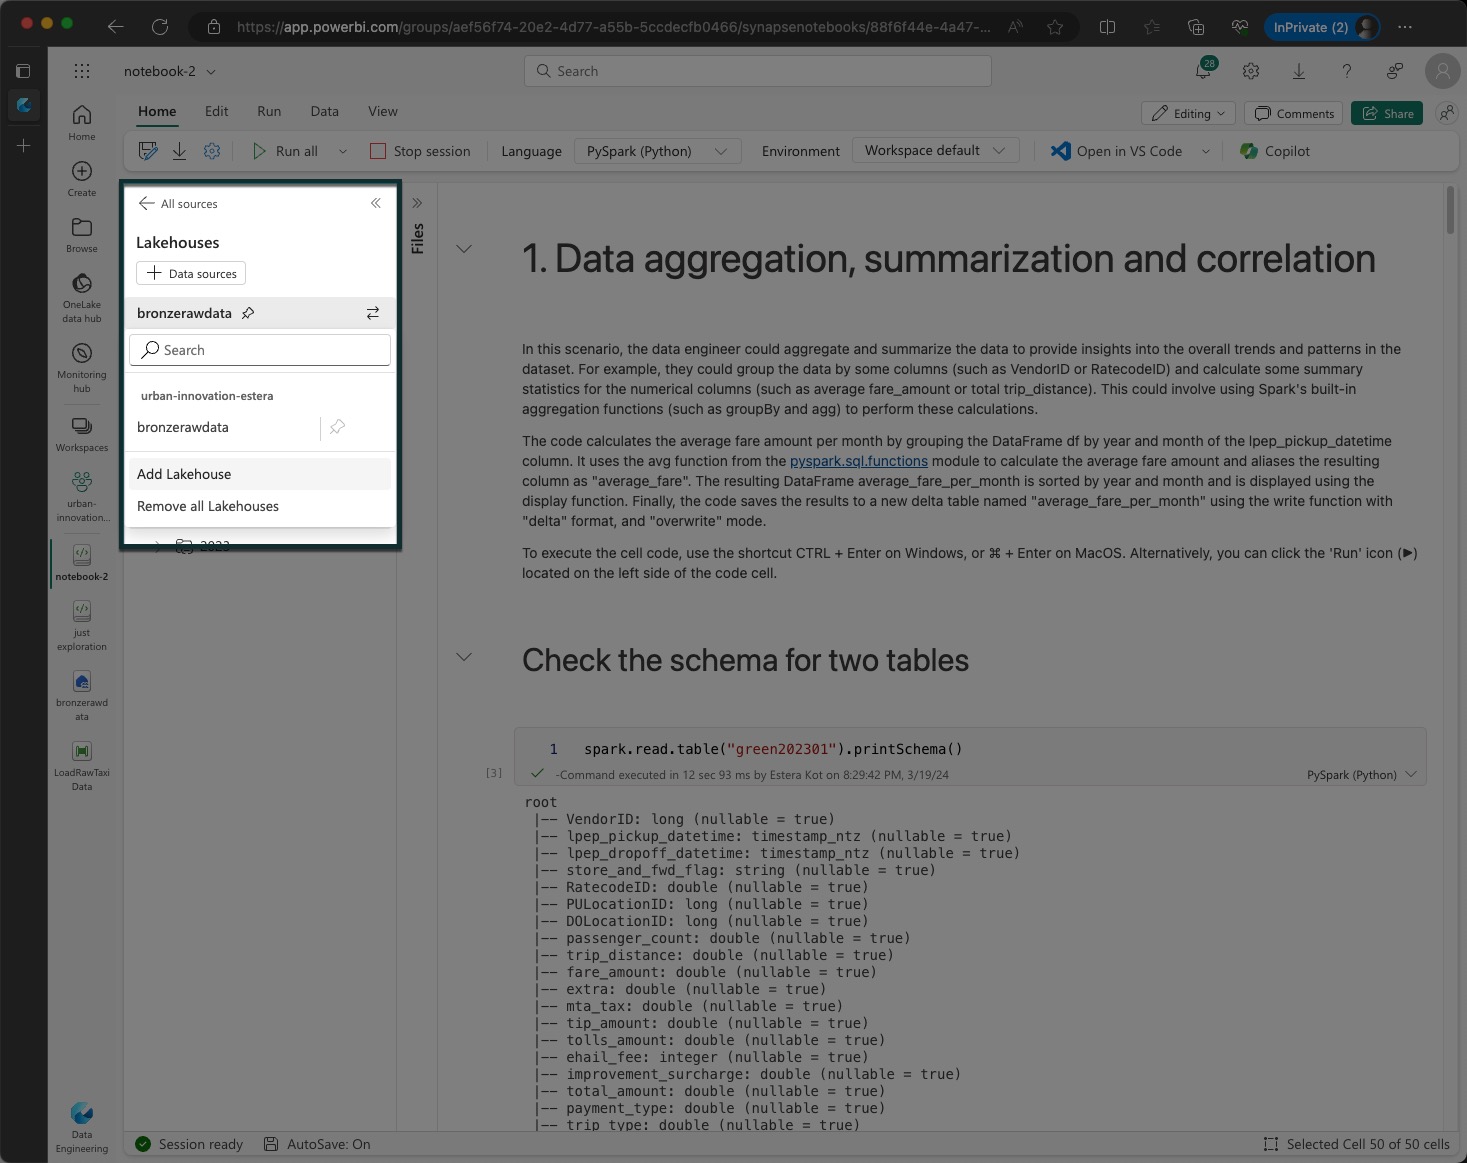 https://app.powerbi.com/groups/aef56f74-20e2-4d77-a55b-5ccdecfb0466/synapsenotebooks/88f6f44e-4a47-...
InPrivate (2)
notebook-2
Search
28
Home
Edit
Run
Data
View
Editing
Comments
Share
Run all
Stop session
Language
PySpark (Python)
Environment
Workspace default
Open in VS Code
Copilot
Home
Create
Browse
OneLake
data hub
Monitoring
hub
Workspaces
urban-
innovation...
notebook-2
just
exploration
bronzerawd
ata
LoadRawTaxi
Data
Data
Engineering
All sources
Lakehouses
Data sources
bronzerawdata
Search
urban-innovation-estera
bronzerawdata
Add Lakehouse
Remove all Lakehouses
2023
Files
1. Data aggregation, summarization and correlation
In this scenario, the data engineer could aggregate and summarize the data to provide insights into the overall trends and patterns in the
dataset. For example, they could group the data by some columns (such as VendorID or RatecodeID) and calculate some summary
statistics for the numerical columns (such as average fare_amount or total trip_distance). This could involve using Spark's built-in
aggregation functions (such as groupBy and agg) to perform these calculations.
The code calculates the average fare amount per month by grouping the DataFrame df by year and month of the lpep_pickup_datetime
column. It uses the avg function from the pyspark.sql.functions module to calculate the average fare amount and aliases the resulting
column as "average_fare". The resulting DataFrame average_fare_per_month is sorted by year and month and is displayed using the
display function. Finally, the code saves the results to a new delta table named "average_fare_per_month" using the write function with
"delta" format, and "overwrite" mode.
To execute the cell code, use the shortcut CTRL + Enter on Windows, or ⌘ + Enter on MacOS. Alternatively, you can click the 'Run' icon (▶)
located on the left side of the code cell.
Check the schema for two tables
1 spark.read.table("green202301").printSchema()
[3] -Command executed in 12 sec 93 ms by Estera Kot on 8:29:42 PM, 3/19/24
PySpark (Python)
root
|-- VendorID: long (nullable = true)
|-- lpep_pickup_datetime: timestamp_ntz (nullable = true)
|-- lpep_dropoff_datetime: timestamp_ntz (nullable = true)
|-- store_and_fwd_flag: string (nullable = true)
|-- RatecodeID: double (nullable = true)
|-- PULocationID: long (nullable = true)
|-- DOLocationID: long (nullable = true)
|-- passenger_count: double (nullable = true)
|-- trip_distance: double (nullable = true)
|-- fare_amount: double (nullable = true)
|-- extra: double (nullable = true)
|-- mta_tax: double (nullable = true)
|-- tip_amount: double (nullable = true)
|-- tolls_amount: double (nullable = true)
|-- ehail_fee: integer (nullable = true)
|-- improvement_surcharge: double (nullable = true)
|-- total_amount: double (nullable = true)
|-- payment_type: double (nullable = true)
|-- trip_type: double (nullable = true)
Session ready
AutoSave: On
Selected Cell 50 of 50 cells